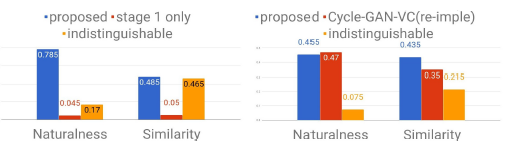 proposed stage 1 only
indistinguishable
0.785
0.045
0.17
0.485
0.05
0.465
Naturalness Similarity
proposed Cycle-GAN-VC(re-imple)
indistinguishable
0.455
0.47
0.075
0.435
0.35
0.215
Naturalness Similarity